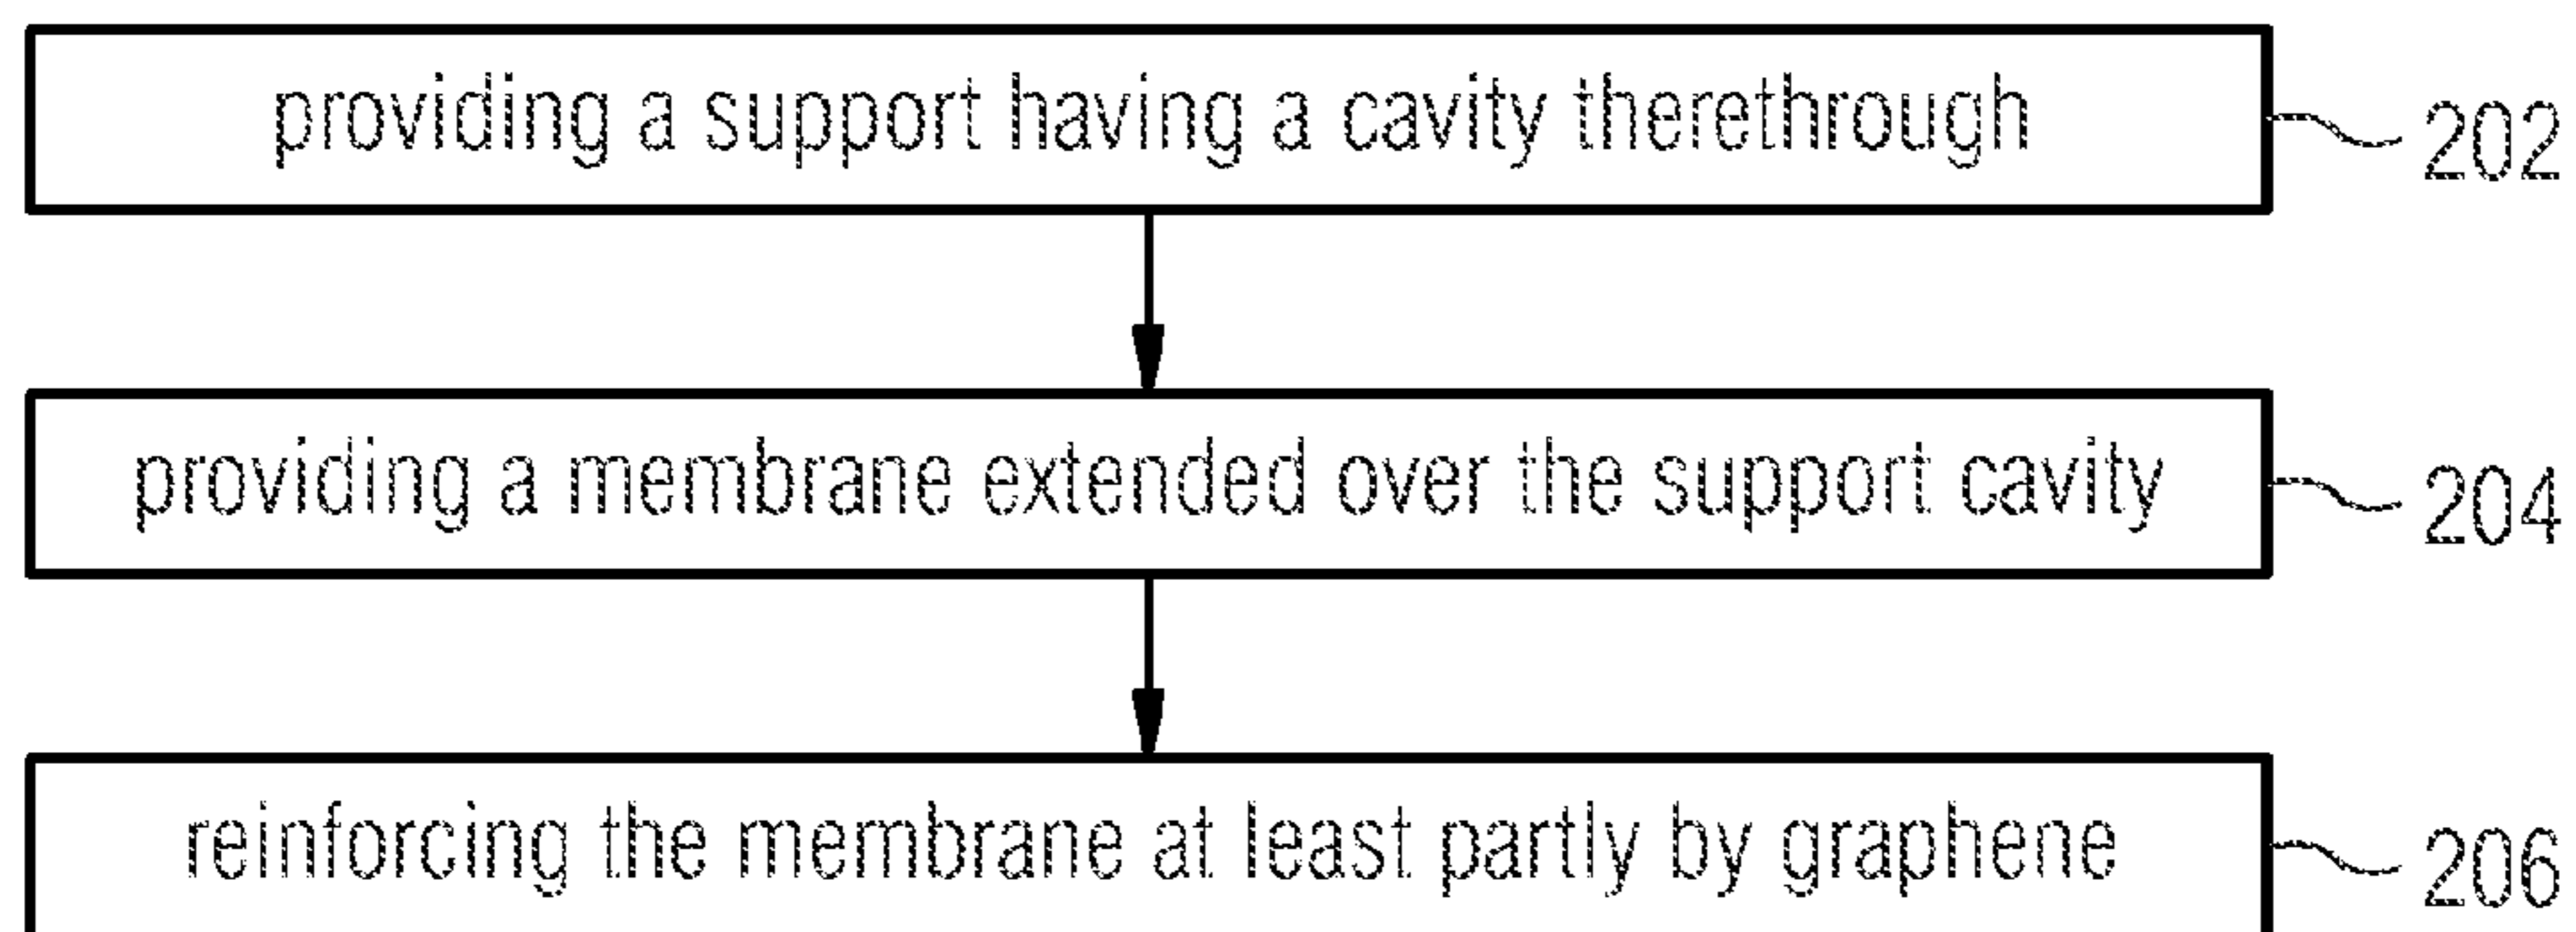 providing a support having a cavity therethrough 202
providing a membrane extended over the support cavity 204
reinforcing the membrane at least partly by graphene 206